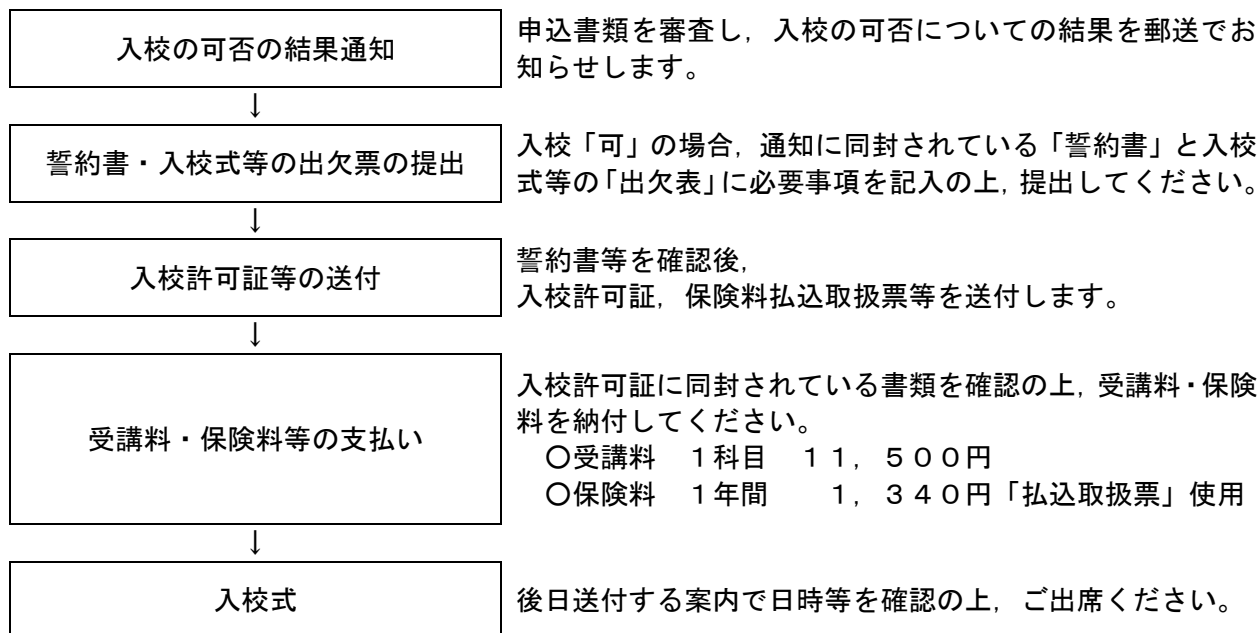 入校の可否の結果通知
申込書類を審査し，入校の可否についての結果を郵送でお
知らせします。
↓
誓約書・入校式等の出欠票の提出
入校「可」の場合，通知に同封されている「誓約書」と入校
式等の「出欠表」に必要事項を記入の上，提出してください。
↓
入校許可証等の送付
誓約書等を確認後，
入校許可証，保険料払込取扱票等を送付します。
↓
受講料・保険料等の支払い
入校許可証に同封されている書類を確認の上，受講料・保険
料を納付してください。
〇受講料　１科目　１１，５００円
〇保険料　１年間　　１，３４０円「払込取扱票」使用
↓
入校式
後日送付する案内で日時等を確認の上，ご出席ください。